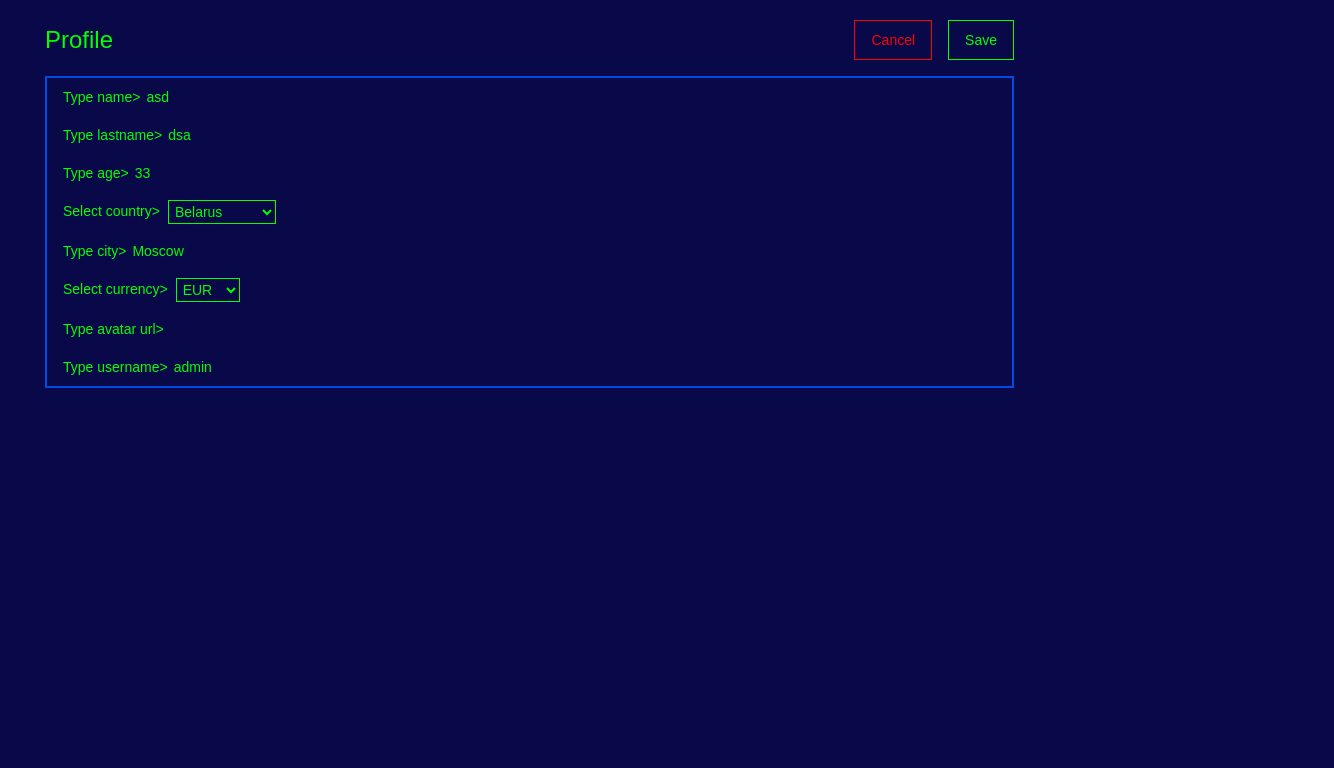 Profile
Cancel
Save
Type name> asd
Type lastname> dsa
Type age> 33
Select country> Belarus
Type city> Moscow
Select currency> EUR
Type avatar url>
Type username> admin